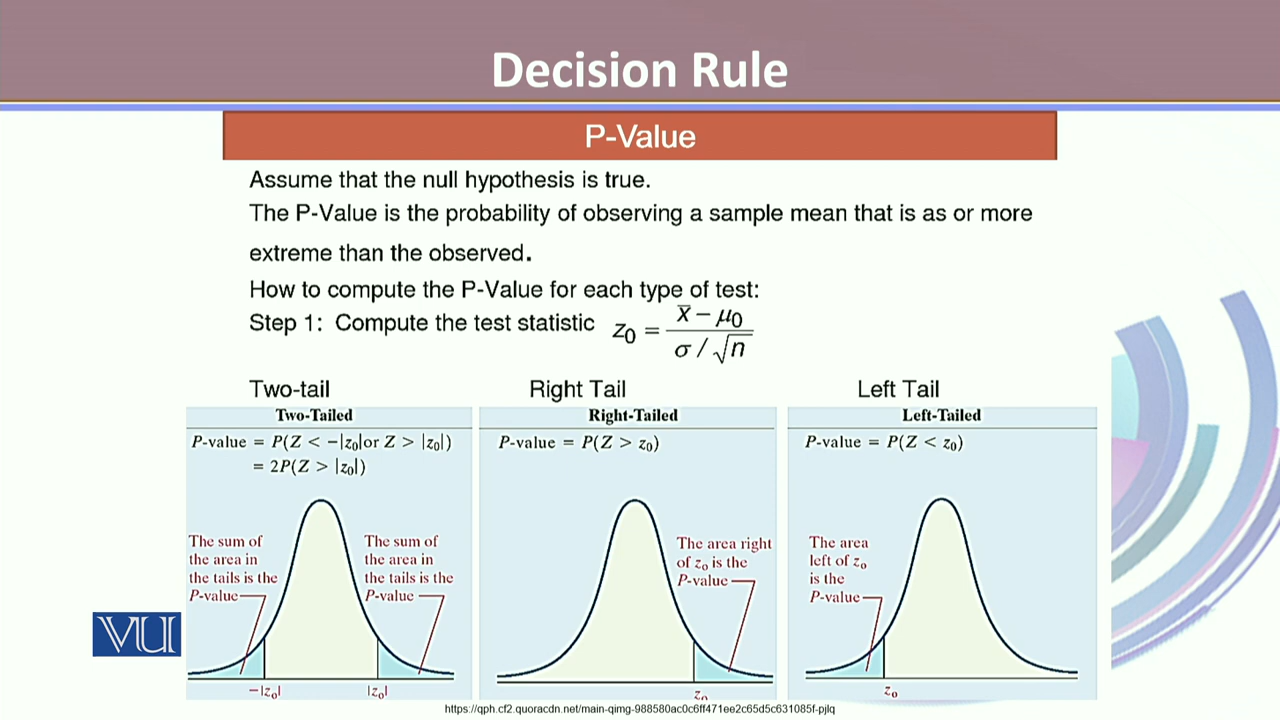 Decision Rule
P-Value
Assume that the null hypothesis is true.
The P-Value is the probability of observing a sample mean that is as or more
extreme than the observed.
How to compute the P-Value for each type of test:
Step 1: Compute the test statistic z₀ = (x̅ − μ₀) / (σ / √n)
Two-tail
Two-Tailed
P-value = P(Z < −|z₀|or Z > |z₀|)
= 2P(Z > |z₀|)
The sum of
the area in
the tails is the
P-value
The sum of
the area in
the tails is the
P-value
−|z₀|
|z₀|
Right Tail
Right-Tailed
P-value = P(Z > z₀)
The area right
of z₀ is the
P-value
z₀
Left Tail
Left-Tailed
P-value = P(Z < z₀)
The area
left of z₀
is the
P-value
z₀
VU
https://qph.cf2.quoracdn.net/main-qimg-988580ac0c6ff471ee2c65d5c631085f-pjlq